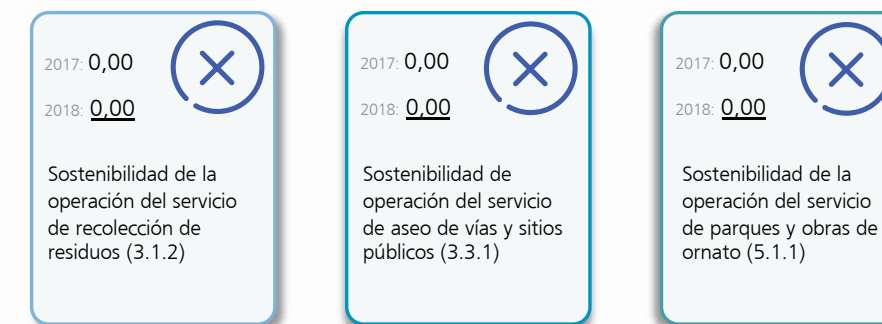 2017: 0,00
2018: 0,00
Sostenibilidad de la
operación del servicio
de recolección de
residuos (3.1.2)
2017: 0,00
2018: 0,00
Sostenibilidad de
operación del servicio
de aseo de vías y sitios
públicos (3.3.1)
2017: 0,00
2018: 0,00
Sostenibilidad de la
operación del servicio
de parques y obras de
ornato (5.1.1)